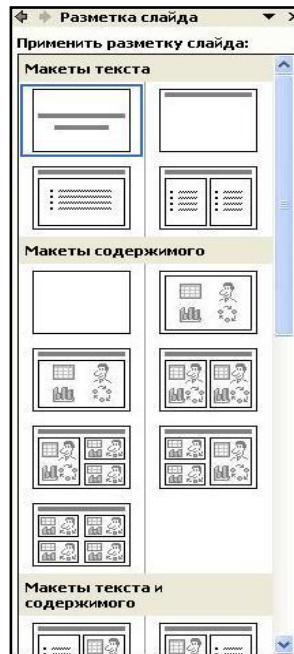 Разметка слайда
Применить разметку слайда:
Макеты текста
Макеты содержимого
Макеты текста и
содержимого